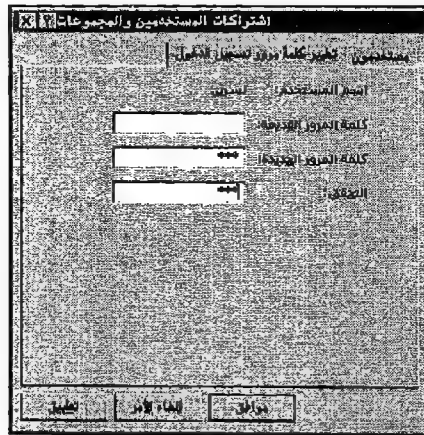 اشتراكات المستخدمين والمجموعات
مستخدمون تغيير كلمة مرور تسجيل الدخول
اسم المستخدم: نسرين
كلمة المرور القديمة:
كلمة المرور الجديدة: ***
التحقق: ***
موافق إلغاء الأمر تطبيق